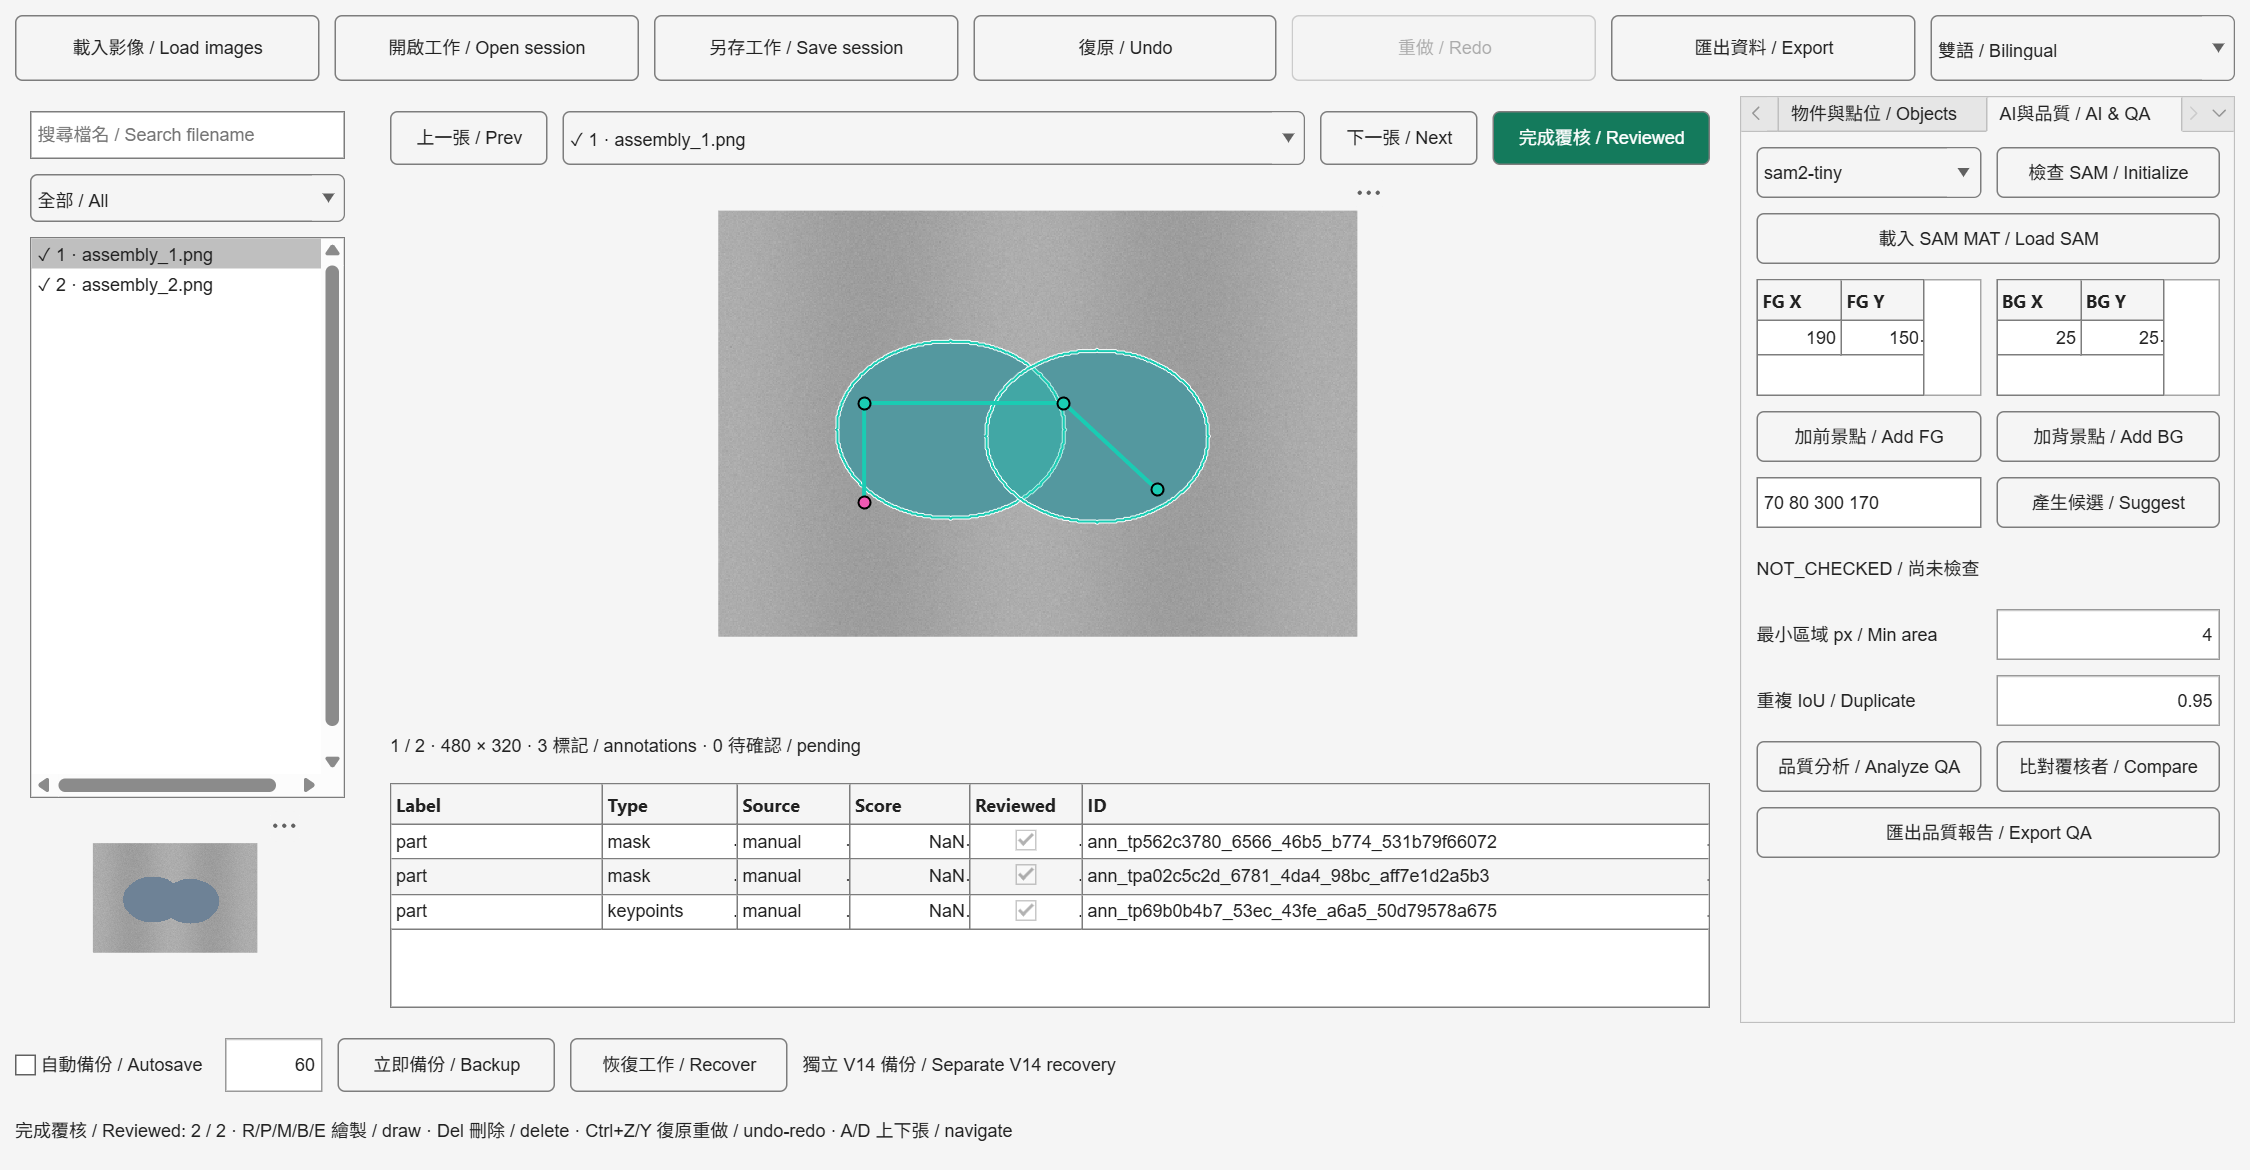 載入影像 / Load images
開啟工作 / Open session
另存工作 / Save session
復原 / Undo
重做 / Redo
匯出資料 / Export
雙語 / Bilingual
搜尋檔名 / Search filename
全部 / All
✓ 1 · assembly_1.png
✓ 2 · assembly_2.png
上一張 / Prev
✓ 1 · assembly_1.png
下一張 / Next
完成覆核 / Reviewed
1 / 2 · 480 × 320 · 3 標記 / annotations · 0 待確認 / pending
Label Type Source Score Reviewed ID
part mask manual NaN ann_tp562c3780_6566_46b5_b774_531b79f66072
part mask manual NaN ann_tpa02c5c2d_6781_4da4_98bc_aff7e1d2a5b3
part keypoints manual NaN ann_tp69b0b4b7_53ec_43fe_a6a5_50d79578a675
物件與點位 / Objects
AI與品質 / AI & QA
sam2-tiny
檢查 SAM / Initialize
載入 SAM MAT / Load SAM
FG X FG Y
190 150
BG X BG Y
25 25
加前景點 / Add FG
加背景點 / Add BG
70 80 300 170
產生候選 / Suggest
NOT_CHECKED / 尚未檢查
最小區域 px / Min area
4
重複 IoU / Duplicate
0.95
品質分析 / Analyze QA
比對覆核者 / Compare
匯出品質報告 / Export QA
自動備份 / Autosave
60
立即備份 / Backup
恢復工作 / Recover
獨立 V14 備份 / Separate V14 recovery
完成覆核 / Reviewed: 2 / 2 · R/P/M/B/E 繪製 / draw · Del 刪除 / delete · Ctrl+Z/Y 復原重做 / undo-redo · A/D 上下張 / navigate